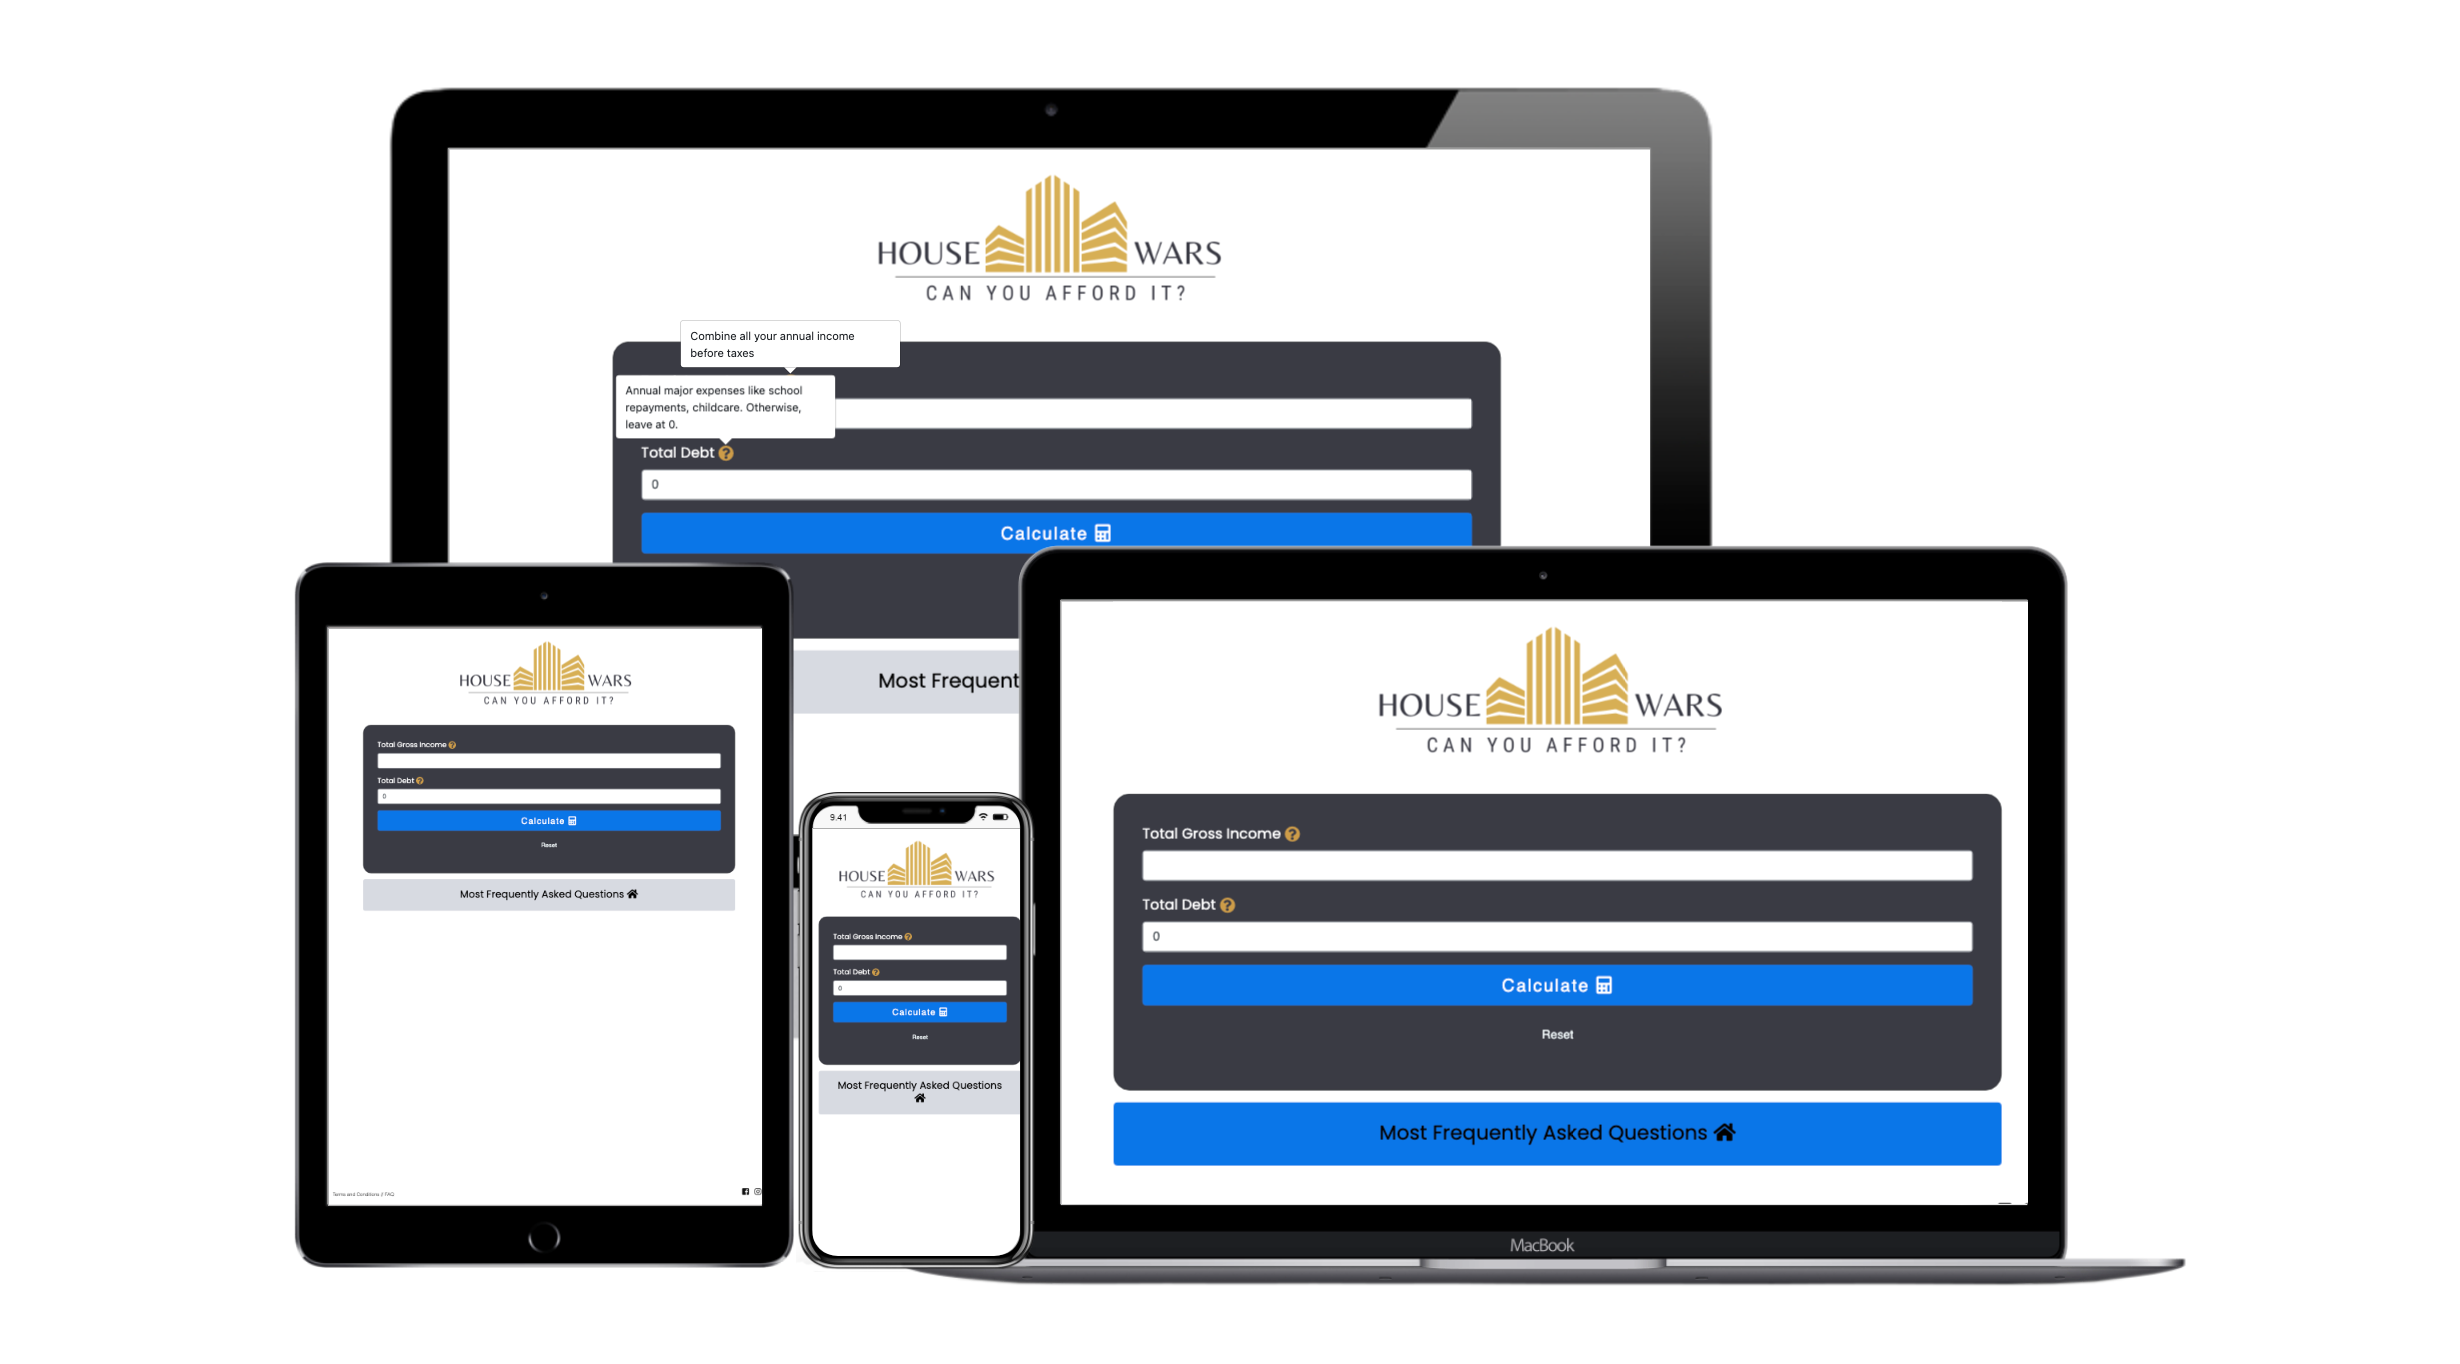 HOUSE WARS
CAN YOU AFFORD IT?
Combine all your annual income
before taxes
Annual major expenses like school
repayments, childcare. Otherwise,
leave at 0.
Total Debt ?
0
Calculate
Most Frequent
HOUSE WARS
CAN YOU AFFORD IT?
Total Gross Income ?
Total Debt ?
0
Calculate
Reset
Most Frequently Asked Questions
Terms and Conditions // FAQ
9.41
HOUSE WARS
CAN YOU AFFORD IT?
Total Gross Income ?
Total Debt ?
0
Calculate
Reset
Most Frequently Asked Questions
HOUSE WARS
CAN YOU AFFORD IT?
Total Gross Income ?
Total Debt ?
0
Calculate
Reset
Most Frequently Asked Questions
MacBook